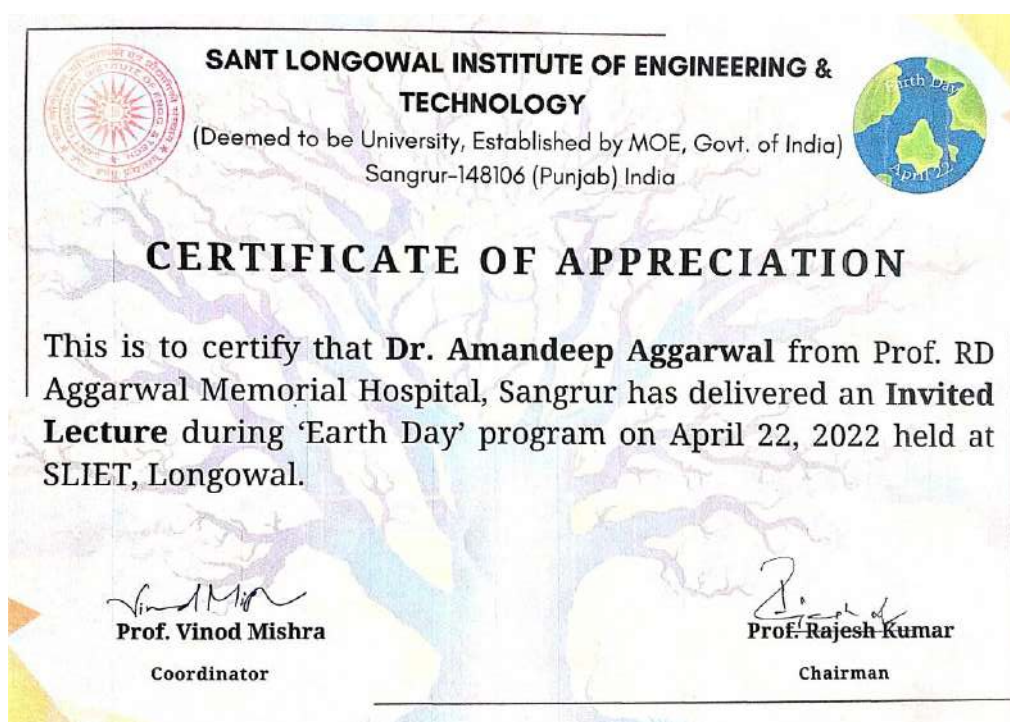 SANT LONGOWAL INSTITUTE OF ENGINEERING &
TECHNOLOGY
(Deemed to be University, Established by MOE, Govt. of India)
Sangrur-148106 (Punjab) India
Earth Day
April 22
CERTIFICATE OF APPRECIATION
This is to certify that Dr. Amandeep Aggarwal from Prof. RD
Aggarwal Memorial Hospital, Sangrur has delivered an Invited
Lecture during ‘Earth Day’ program on April 22, 2022 held at
SLIET, Longowal.
Prof. Vinod Mishra
Prof. Rajesh Kumar
Coordinator
Chairman